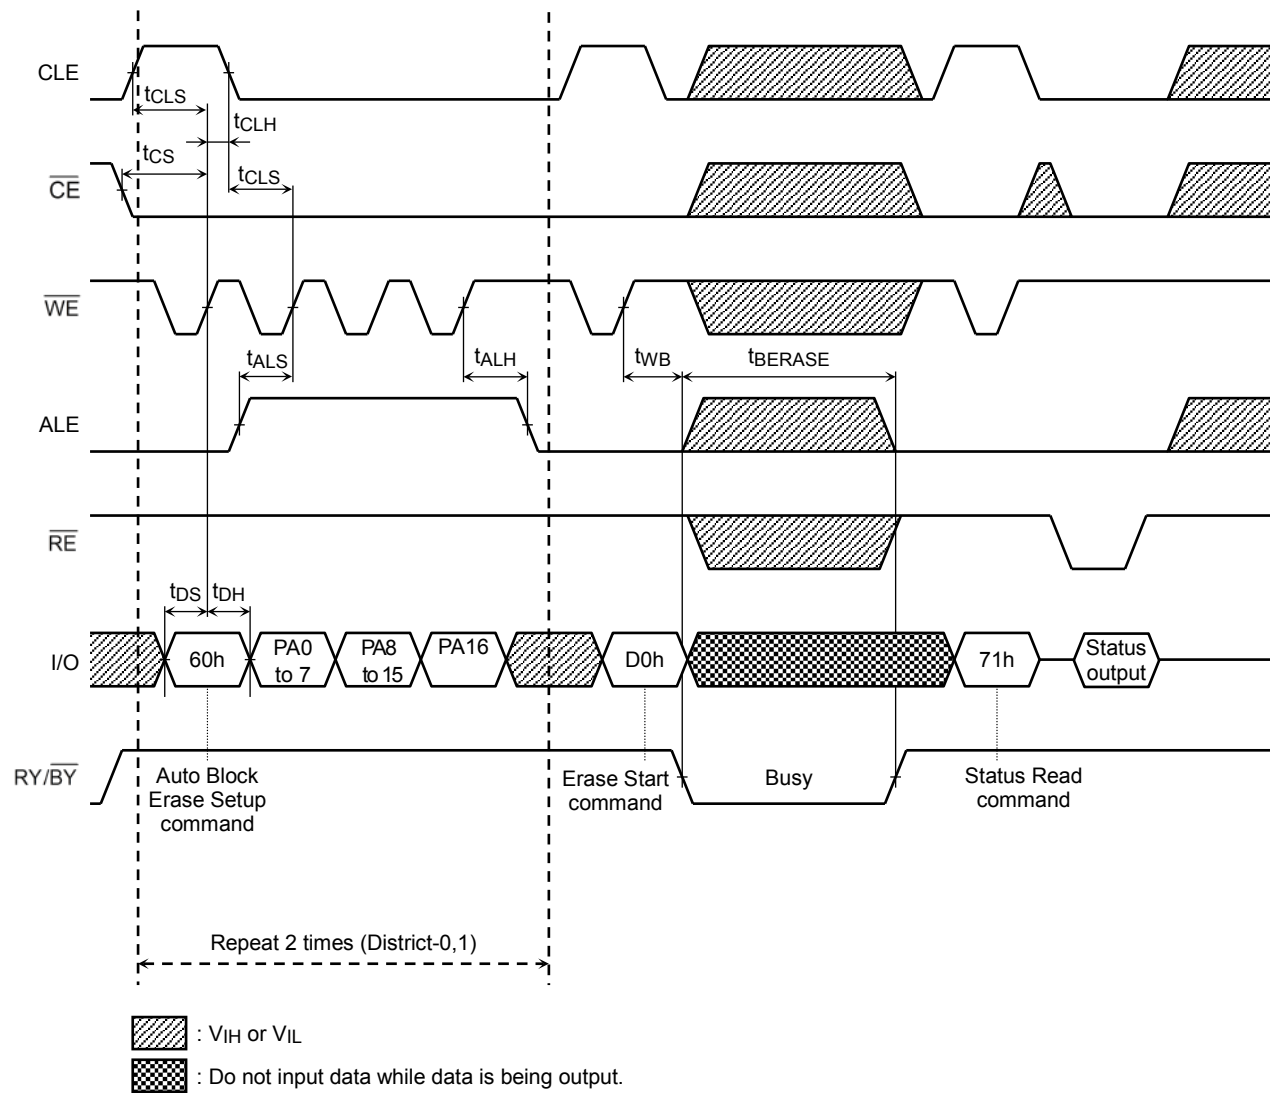 CLE
tCLS
tCLH
tCS
CE
tCLS
WE
tALS
tALH
tWB
tBERASE
ALE
RE
tDS
tDH
I/O
60h
PA0
to 7
PA8
to 15
PA16
D0h
71h
Status
output
RY/BY
Auto Block
Erase Setup
command
Erase Start
command
Busy
Status Read
command
Repeat 2 times (District-0,1)
: VIH or VIL
: Do not input data while data is being output.